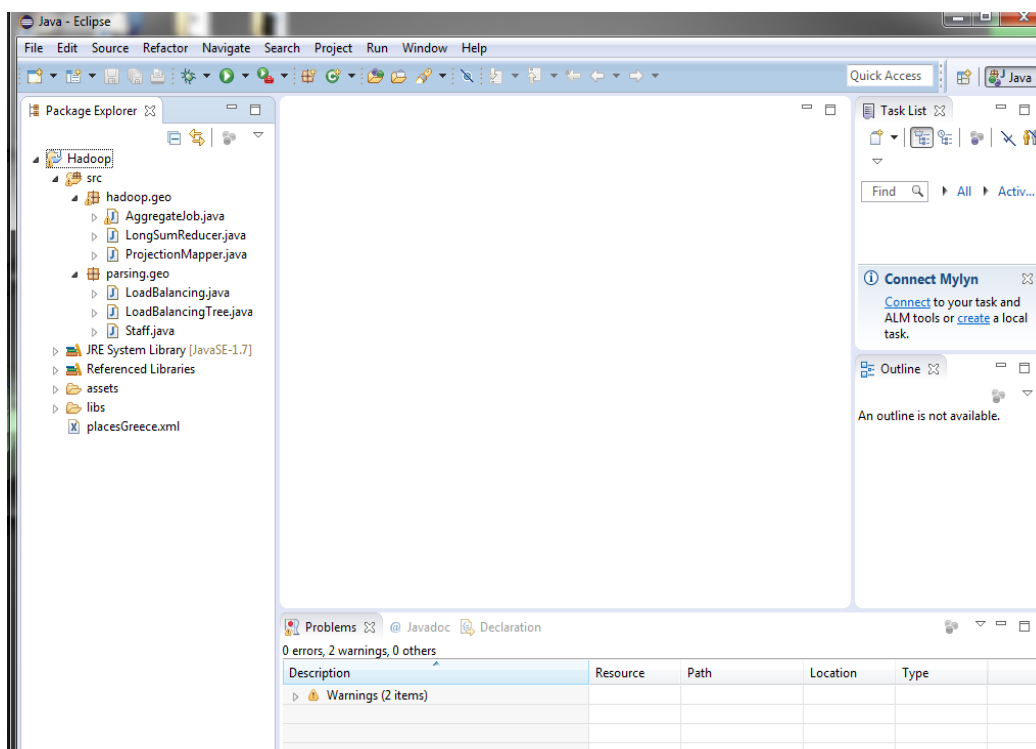 Java - Eclipse
File Edit Source Refactor Navigate Search Project Run Window Help
Quick Access
Java
Package Explorer
Hadoop
src
hadoop.geo
AggregateJob.java
LongSumReducer.java
ProjectionMapper.java
parsing.geo
LoadBalancing.java
LoadBalancingTree.java
Staff.java
JRE System Library [JavaSE-1.7]
Referenced Libraries
assets
libs
placesGreece.xml
Task List
Find All Activ...
Connect Mylyn
Connect to your task and
ALM tools or create a local
task.
Outline
An outline is not available.
Problems @ Javadoc Declaration
0 errors, 2 warnings, 0 others
Description Resource Path Location Type
Warnings (2 items)